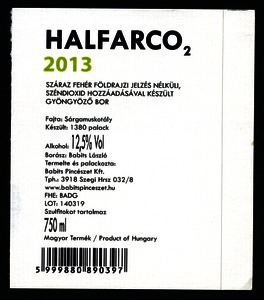 HALFARCO2
2013
SZÁRAZ FEHÉR FÖLDRAJZI JELZÉS NÉLKÜLI,
SZÉNDIOXID HOZZÁADÁSÁVAL KÉSZÜLT
GYÖNGYÖZŐ BOR
Fajta: Sárgamuskotály
Készült: 1380 palack
Alkohol: 12,5% Vol
Borász: Babits László
Termelte és palackozta:
Babits Pincészet Kft.
Tph.: 3918 Szegi Hrsz 032/8
www.babitspinceszet.hu
FHE: BADG
LOT: 140319
Szulfitokat tartalmaz
750 ml
Magyar Termék / Product of Hungary
5 999880 890397